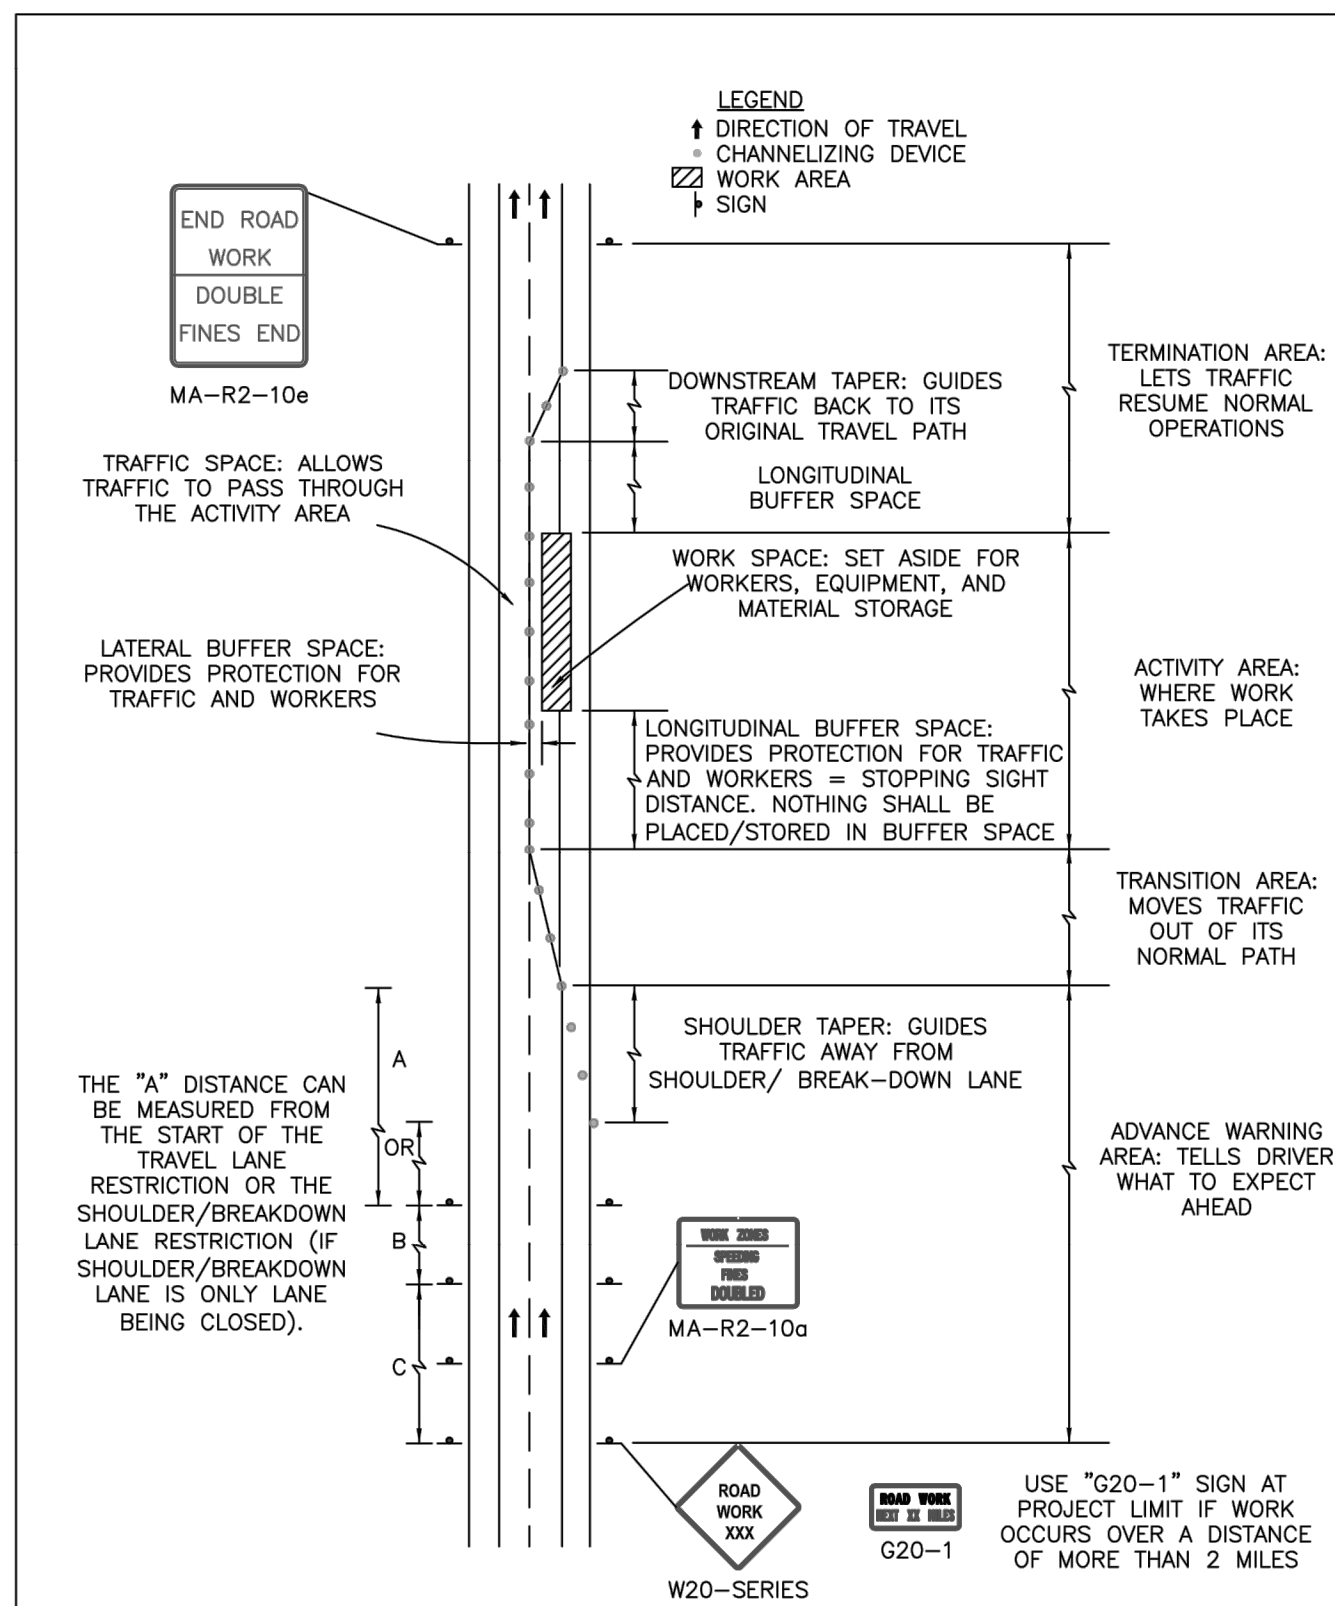 LEGEND
DIRECTION OF TRAVEL
CHANNELIZING DEVICE
WORK AREA
SIGN
END ROAD
WORK
DOUBLE
FINES END
MA-R2-10e
TERMINATION AREA:
LETS TRAFFIC
RESUME NORMAL
OPERATIONS
DOWNSTREAM TAPER: GUIDES
TRAFFIC BACK TO ITS
ORIGINAL TRAVEL PATH
TRAFFIC SPACE: ALLOWS
TRAFFIC TO PASS THROUGH
THE ACTIVITY AREA
LONGITUDINAL
BUFFER SPACE
WORK SPACE: SET ASIDE FOR
WORKERS, EQUIPMENT, AND
MATERIAL STORAGE
LATERAL BUFFER SPACE:
PROVIDES PROTECTION FOR
TRAFFIC AND WORKERS
ACTIVITY AREA:
WHERE WORK
TAKES PLACE
LONGITUDINAL BUFFER SPACE:
PROVIDES PROTECTION FOR TRAFFIC
AND WORKERS = STOPPING SIGHT
DISTANCE. NOTHING SHALL BE
PLACED/STORED IN BUFFER SPACE
TRANSITION AREA:
MOVES TRAFFIC
OUT OF ITS
NORMAL PATH
SHOULDER TAPER: GUIDES
TRAFFIC AWAY FROM
SHOULDER/ BREAK-DOWN LANE
A
OR
B
C
THE "A" DISTANCE CAN
BE MEASURED FROM
THE START OF THE
TRAVEL LANE
RESTRICTION OR THE
SHOULDER/BREAKDOWN
LANE RESTRICTION (IF
SHOULDER/BREAKDOWN
LANE IS ONLY LANE
BEING CLOSED).
ADVANCE WARNING
AREA: TELLS DRIVER
WHAT TO EXPECT
AHEAD
WORK ZONES
SPEEDING
FINES
DOUBLED
MA-R2-10a
ROAD
WORK
XXX
W20-SERIES
ROAD WORK
NEXT XX MILES
G20-1
USE "G20-1" SIGN AT
PROJECT LIMIT IF WORK
OCCURS OVER A DISTANCE
OF MORE THAN 2 MILES